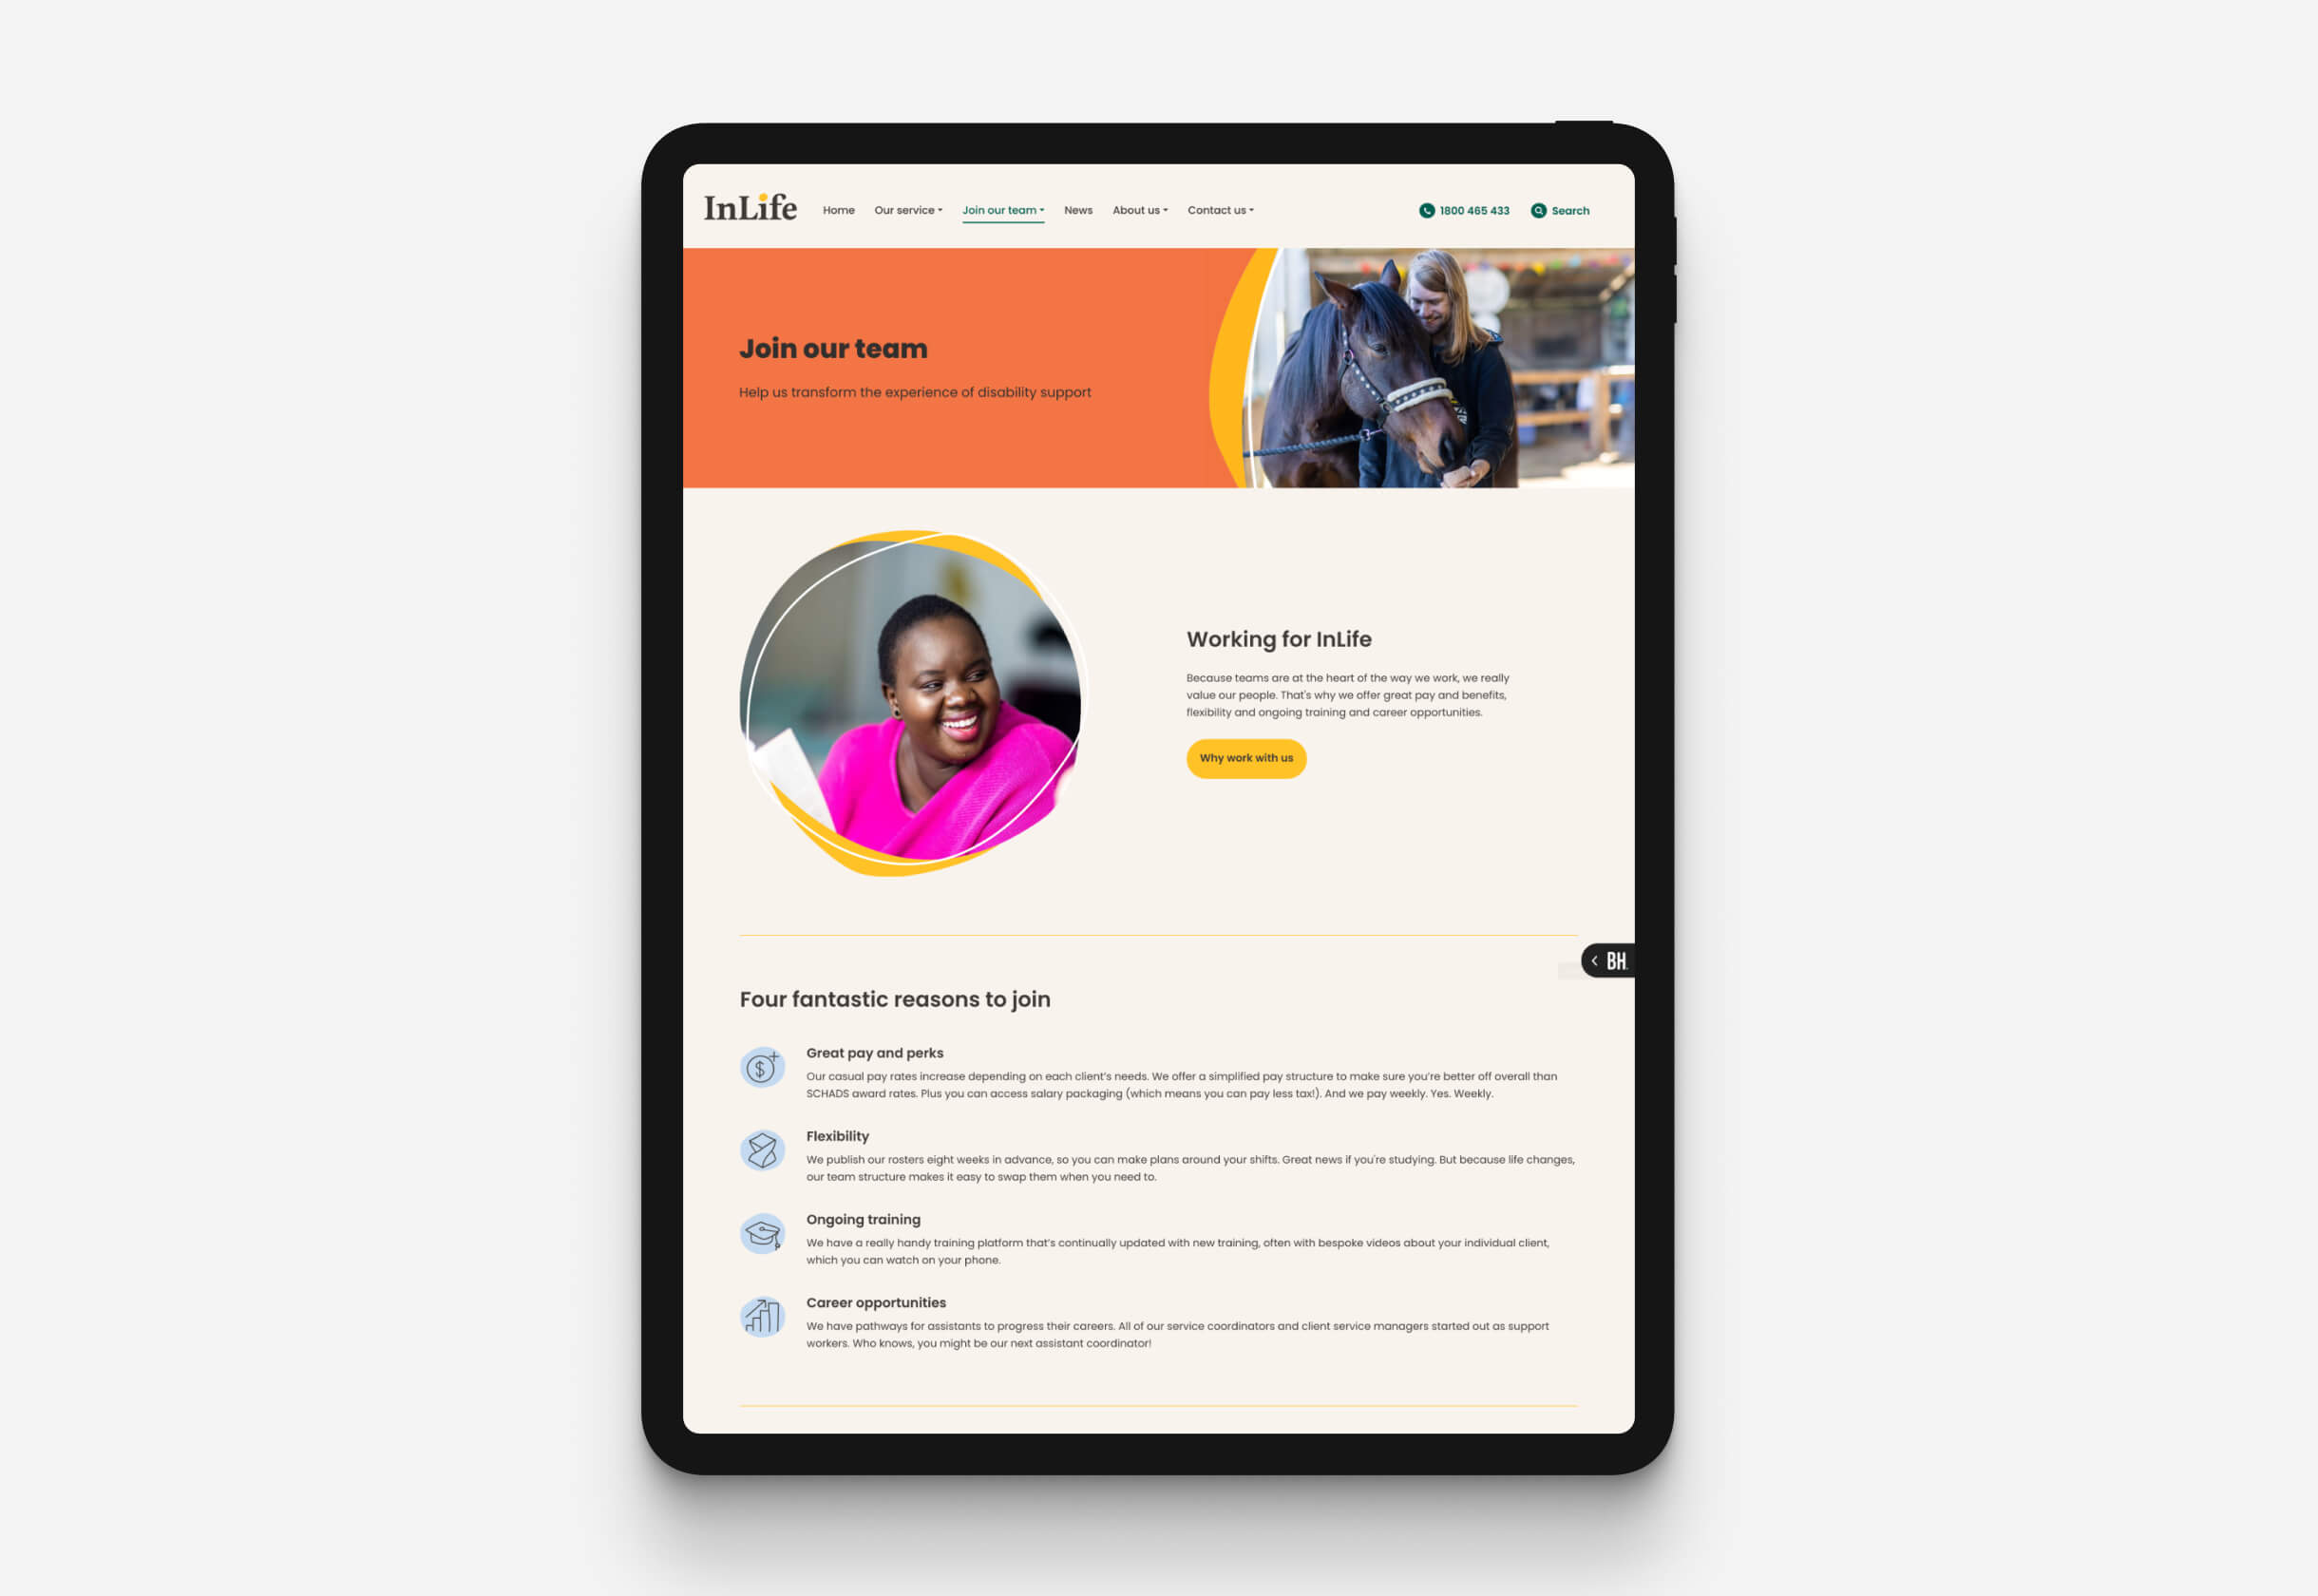 InLife
Home
Our service
Join our team
News
About us
Contact us
1800 465 433
Search
Join our team
Help us transform the experience of disability support
Working for InLife
Because teams are at the heart of the way we work, we really
value our people. That's why we offer great pay and benefits,
flexibility and ongoing training and career opportunities.
Why work with us
BH.
Four fantastic reasons to join
$
Great pay and perks
Our casual pay rates increase depending on each client's needs. We offer a simplified pay structure to make sure you're better off overall than
SCHADS award rates. Plus you can access salary packaging (which means you can pay less tax!). And we pay weekly. Yes. Weekly.
Flexibility
We publish our rosters eight weeks in advance, so you can make plans around your shifts. Great news if you're studying. But because life changes,
our team structure makes it easy to swap them when you need to.
Ongoing training
We have a really handy training platform that's continually updated with new training, often with bespoke videos about your individual client,
which you can watch on your phone.
Career opportunities
We have pathways for assistants to progress their careers. All of our service coordinators and client service managers started out as support
workers. Who knows, you might be our next assistant coordinator!